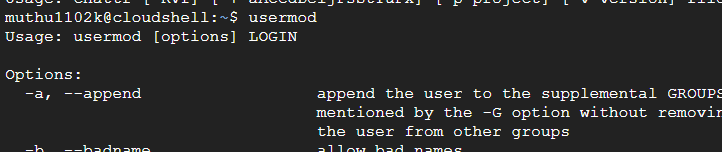 muthu1102k@cloudshell:~$ usermod
Usage: usermod [options] LOGIN
Options:
-a, --append append the user to the supplemental GROUPS
mentioned by the -G option without removin
the user from other groups
-b, --badname allow bad names